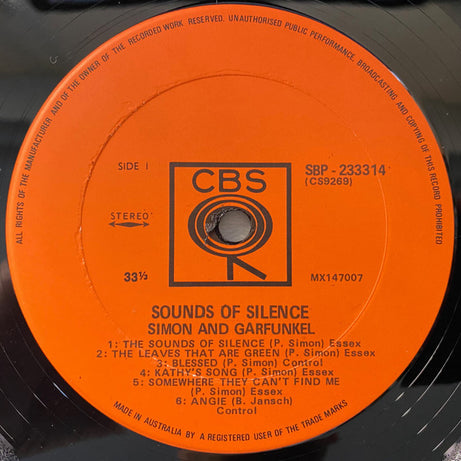 ALL RIGHTS OF THE MANUFACTURER AND OF THE OWNER OF THE RECORDED WORK RESERVED. UNAUTHORISED PUBLIC PERFORMANCE, BROADCASTING AND COPYING OF THIS RECORD PROHIBITED
SIDE I
CBS
SBP - 233314
(CS9269)
STEREO
33⅓
MX147007
SOUNDS OF SILENCE
SIMON AND GARFUNKEL
1: THE SOUNDS OF SILENCE (P. Simon) Essex
2: THE LEAVES THAT ARE GREEN (P. Simon) Essex
3: BLESSED (P. Simon) Control
4: KATHY'S SONG (P. Simon) Essex
5: SOMEWHERE THEY CAN'T FIND ME
(P. Simon) Essex
6: ANGIE (B. Jansch)
Control
MADE IN AUSTRALIA BY A REGISTERED USER OF THE TRADE MARKS